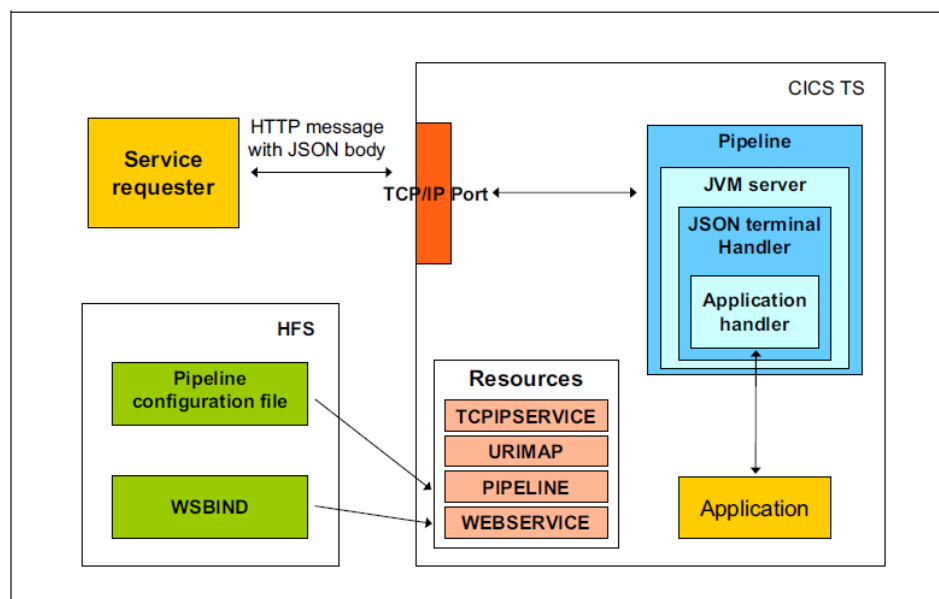 CICS TS
Service
requester
HTTP message
with JSON body
TCP/IP Port
Pipeline
JVM server
JSON terminal
Handler
Application
handler
HFS
Pipeline
configuration file
WSBIND
Resources
TCPIPSERVICE
URIMAP
PIPELINE
WEBSERVICE
Application